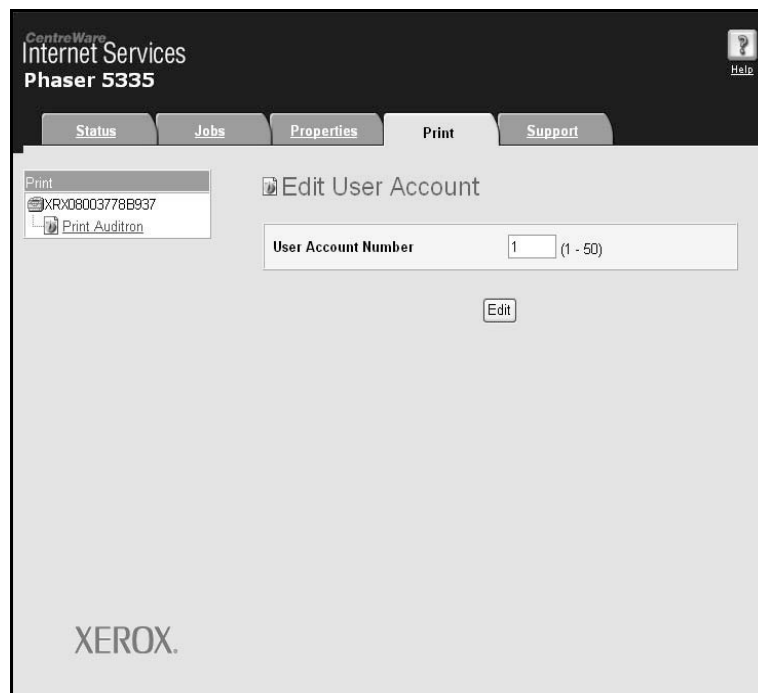 CentreWare
Internet Services
Phaser 5335
?
Help
Status Jobs Properties Print Support
Print
XRX08003778B937
Print Auditron
Edit User Account
User Account Number 1 (1 - 50)
Edit
XEROX.